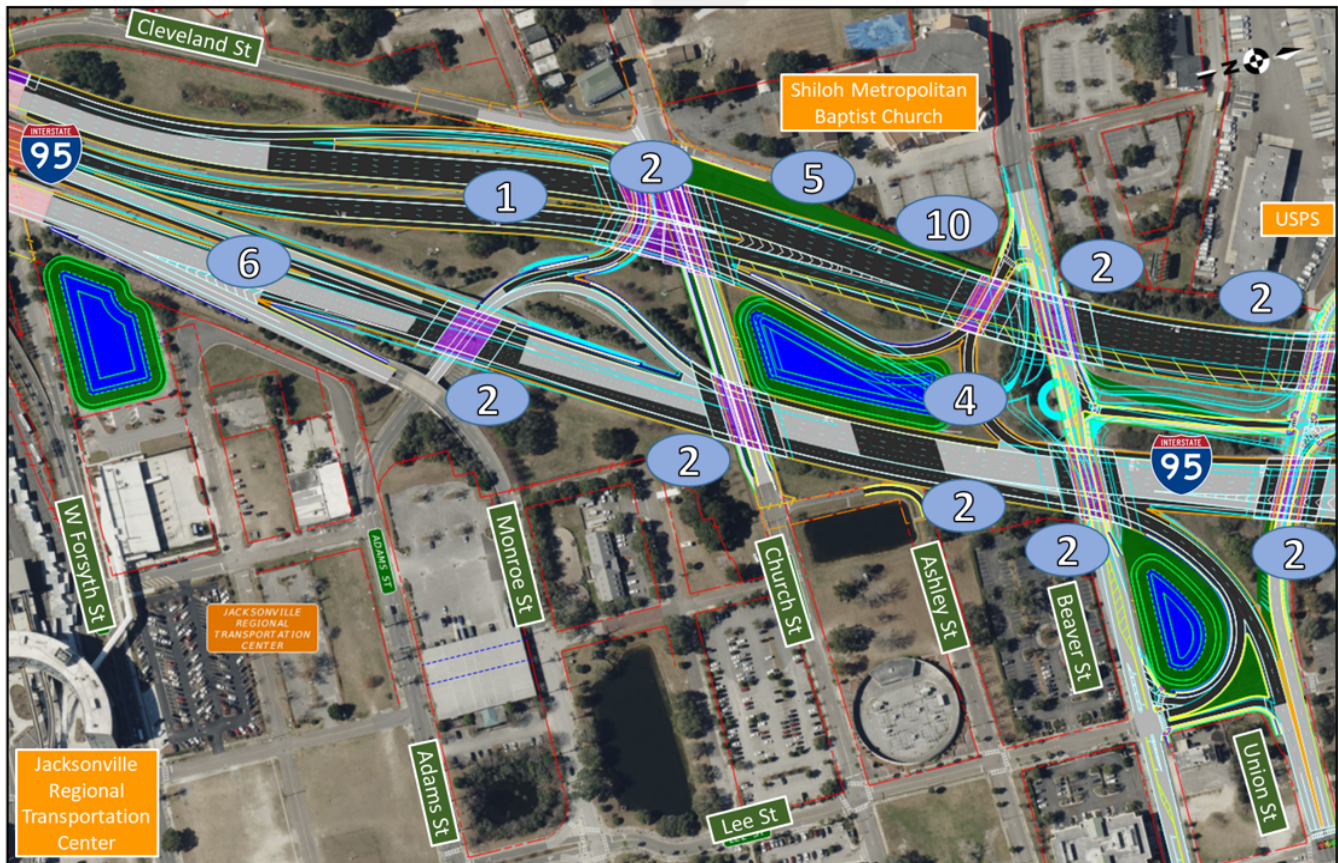 Cleveland St
Shiloh Metropolitan
Baptist Church
N
INTERSTATE
95
2
5
1
USPS
10
6
2
2
2
4
2
INTERSTATE
95
2
2
2
2
W Forsyth St
ADAMS ST
Monroe St
Church St
Ashley St
Beaver St
JACKSONVILLE
REGIONAL
TRANSPORTATION
CENTER
Jacksonville
Regional
Transportation
Center
Adams St
Lee St
Union St